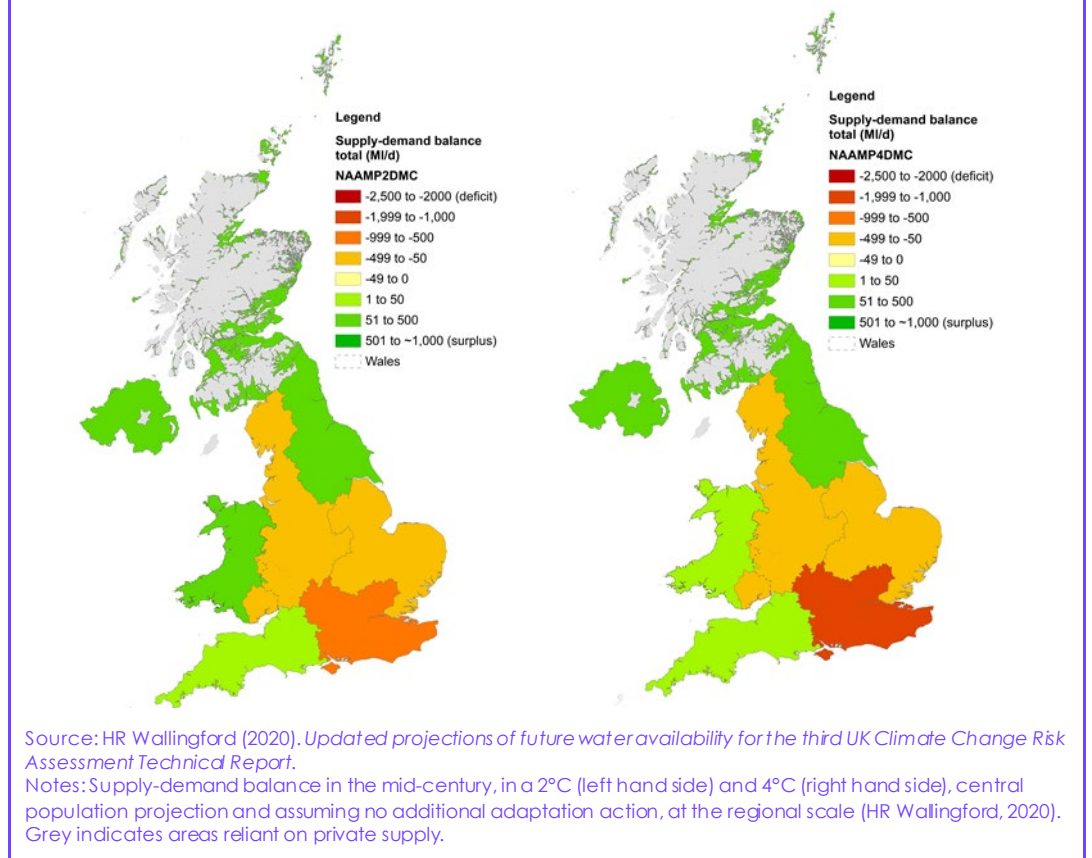 Legend
Supply-demand balance
total (Ml/d)
NAAMP2DMC
-2,500 to -2000 (deficit)
-1,999 to -1,000
-999 to -500
-499 to -50
-49 to 0
1 to 50
51 to 500
501 to ~1,000 (surplus)
Wales
Legend
Supply-demand balance
total (Ml/d)
NAAMP4DMC
-2,500 to -2000 (deficit)
-1,999 to -1,000
-999 to -500
-499 to -50
-49 to 0
1 to 50
51 to 500
501 to ~1,000 (surplus)
Wales
Source: HR Wallingford (2020). Updated projections of future water availability for the third UK Climate Change Risk
Assessment Technical Report.
Notes: Supply-demand balance in the mid-century, in a 2°C (left hand side) and 4°C (right hand side), central
population projection and assuming no additional adaptation action, at the regional scale (HR Wallingford, 2020).
Grey indicates areas reliant on private supply.